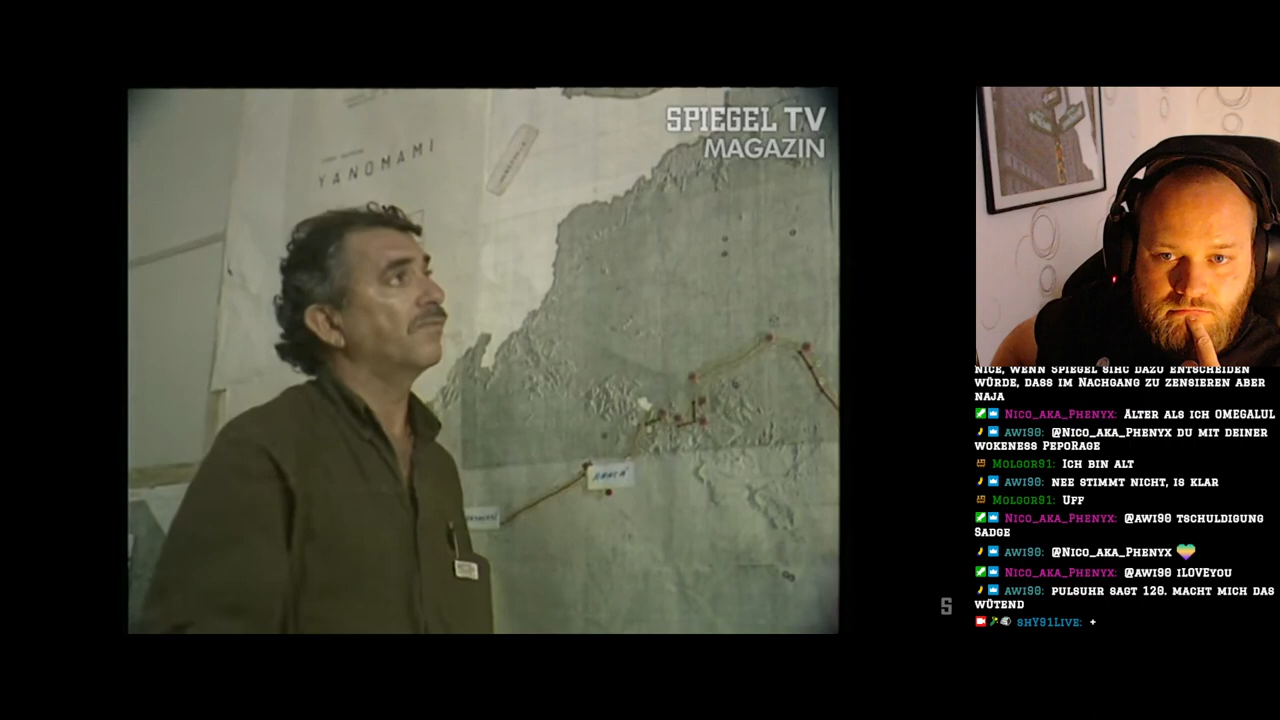 SPIEGEL TV
MAGAZIN
YANOMAMI
NICE, WENN SPIEGEL SIHC DAZU ENTSCHEIDEN
WÜRDE, DASS IM NACHGANG ZU ZENSIEREN ABER
NAJA
Nico_aka_Phenyx: Älter als ich OMEGALUL
awi90: @Nico_aka_Phenyx du mit deiner
wokeness PepoRage
Molgor91: Ich bin alt
awi90: nee stimmt nicht, is klar
Molgor91: Uff
Nico_aka_Phenyx: @awi90 tschuldigung
Sadge
awi90: @Nico_aka_Phenyx
Nico_aka_Phenyx: @awi90 iLOVEyou
awi90: pulsuhr sagt 120. macht mich das
wütend
shY91Live: +
S